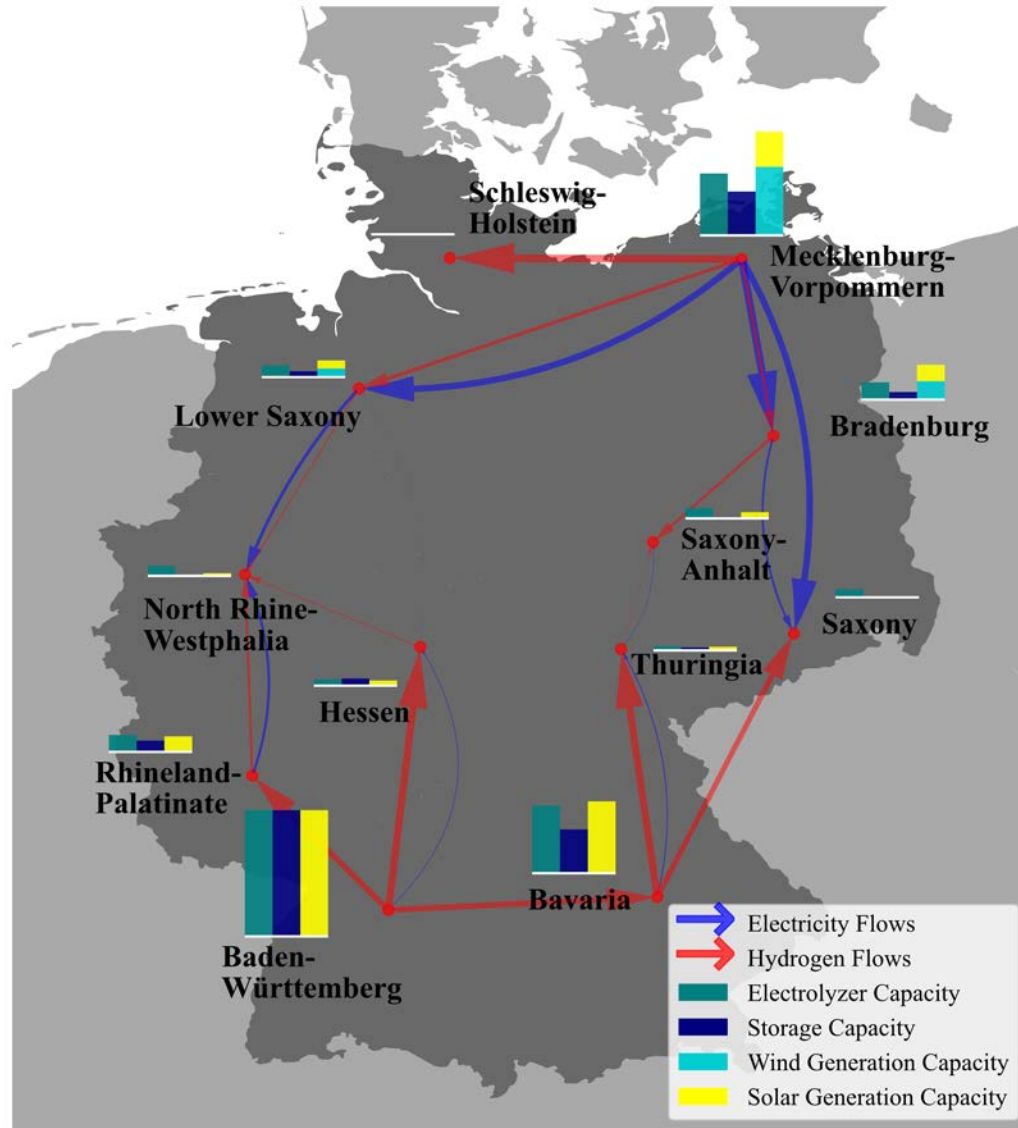 Schleswig-
Holstein
Mecklenburg-
Vorpommern
Lower Saxony
Bradenburg
Saxony-
Anhalt
North Rhine-
Westphalia
Saxony
Thuringia
Hessen
Rhineland-
Palatinate
Bavaria
Baden-
Württemberg
Electricity Flows
Hydrogen Flows
Electrolyzer Capacity
Storage Capacity
Wind Generation Capacity
Solar Generation Capacity